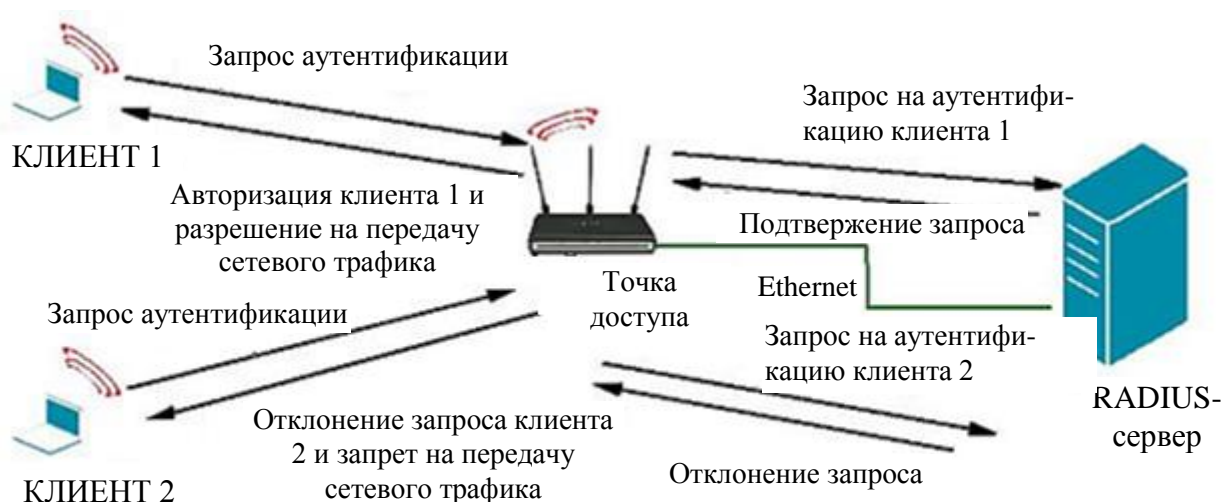 Запрос аутентификации
КЛИЕНТ 1
Авторизация клиента 1 и
разрешение на передачу
сетевого трафика
Запрос на аутентифи-
кацию клиента 1
Подтвержение запроса
Точка
доступа
Ethernet
Запрос аутентификации
КЛИЕНТ 2
Отклонение запроса клиента
2 и запрет на передачу
сетевого трафика
Запрос на аутентифи-
кацию клиента 2
Отклонение запроса
RADIUS-
сервер